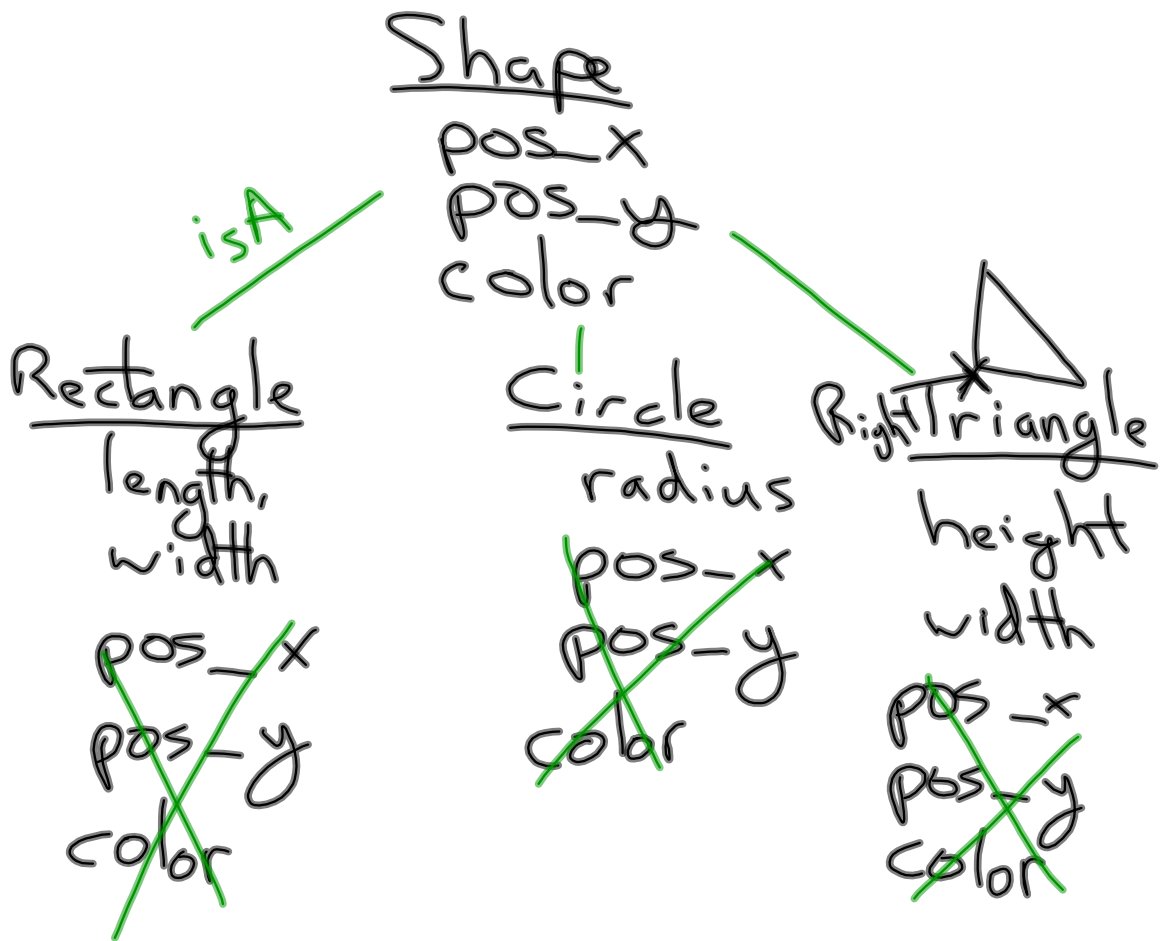 Shape
pos_x
pos_y
color
isA
Rectangle
length,
width
pos_x
pos_y
color
Circle
radius
pos_x
pos_y
color
RightTriangle
height
width
pos_x
pos_y
color